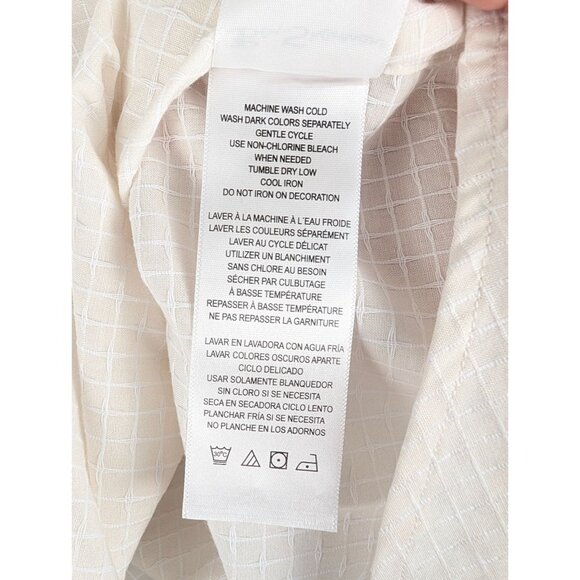 MACHINE WASH COLD
WASH DARK COLORS SEPARATELY
GENTLE CYCLE
USE NON-CHLORINE BLEACH
WHEN NEEDED
TUMBLE DRY LOW
COOL IRON
DO NOT IRON ON DECORATION
LAVER À LA MACHINE À L´EAU FROIDE
LAVER LES COULEURS SÉPARÉMENT
LAVER AU CYCLE DÉLICAT
UTILIZER UN BLANCHIMENT
SANS CHLORE AU BESOIN
SÉCHER PAR CULBUTAGE
À BASSE TEMPÉRATURE
REPASSER À BASSE TEMPÉRATURE
NE PAS REPASSER LA GARNITURE
LAVAR EN LAVADORA CON AGUA FRÍA
LAVAR COLORES OSCUROS APARTE
CICLO DELICADO
USAR SOLAMENTE BLANQUEDOR
SIN CLORO SI SE NECESITA
SECA EN SECADORA CICLO LENTO
PLANCHAR FRÍA SI SE NECESITA
NO PLANCHE EN LOS ADORNOS
30°C